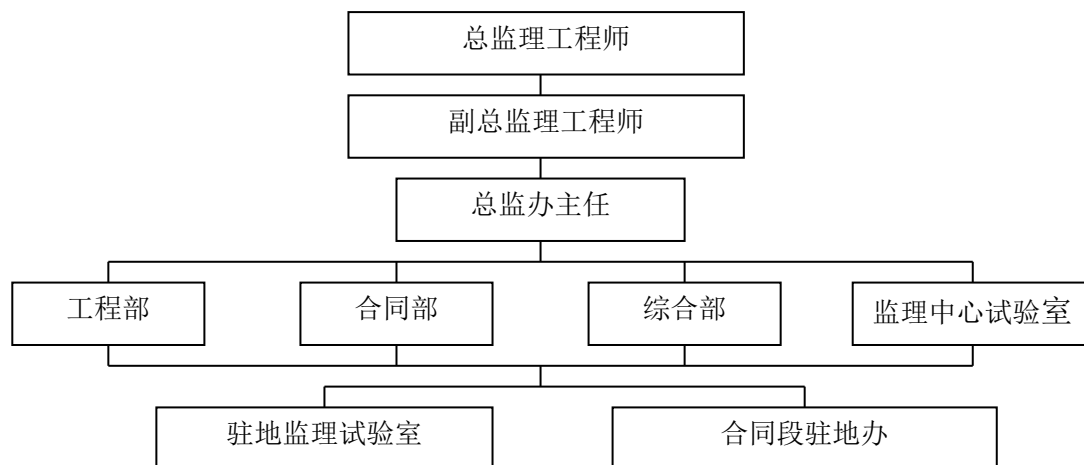 总监理工程师
副总监理工程师
总监办主任
工程部
合同部
综合部
监理中心试验室
驻地监理试验室
合同段驻地办